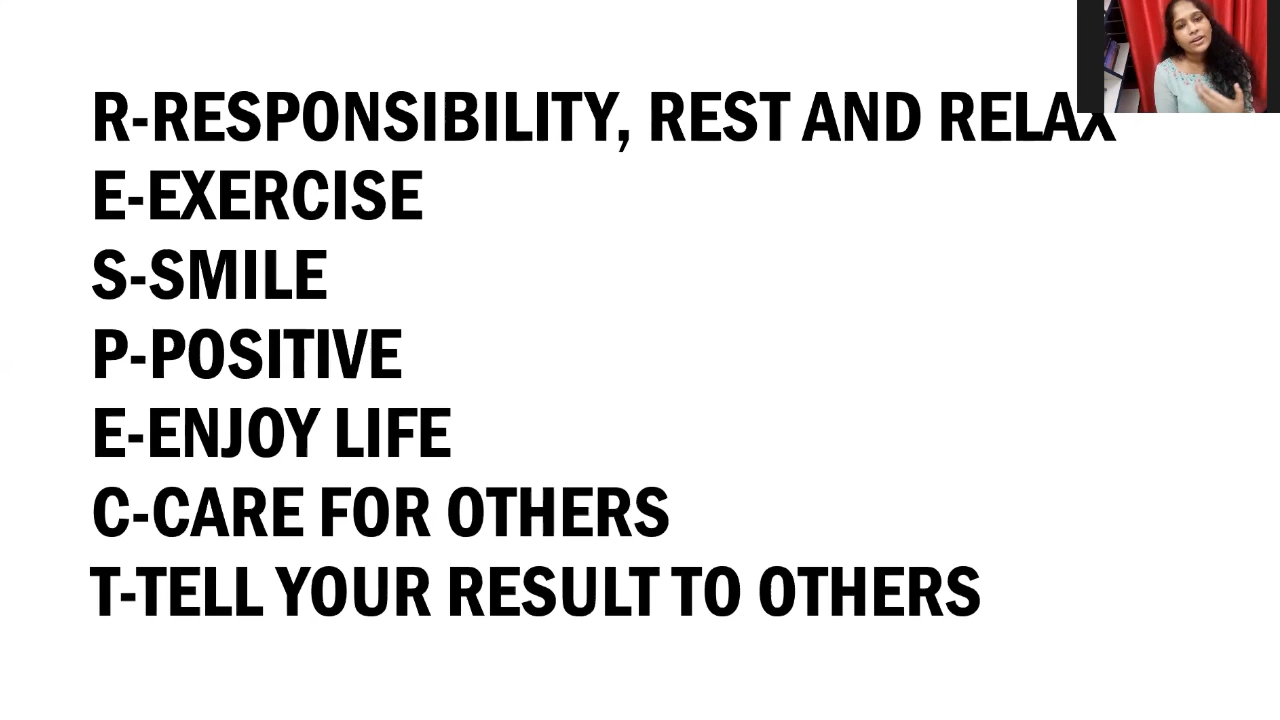 R-RESPONSIBILITY, REST AND RELAX
E-EXERCISE
S-SMILE
P-POSITIVE
E-ENJOY LIFE
C-CARE FOR OTHERS
T-TELL YOUR RESULT TO OTHERS